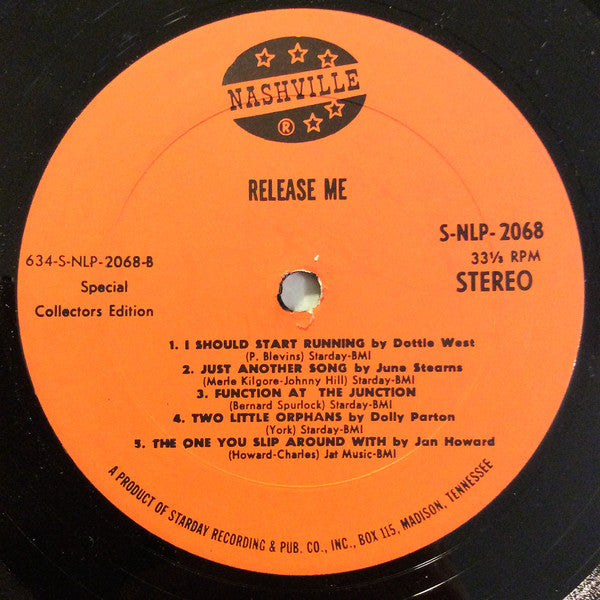 NASHVILLE
®
RELEASE ME
S-NLP-2068
33⅓ RPM
STEREO
634-S-NLP-2068-B
Special
Collectors Edition
1. I SHOULD START RUNNING by Dottie West
(P. Blevins) Starday-BMI
2. JUST ANOTHER SONG by June Stearns
(Merle Kilgore-Johnny Hill) Starday-BMI
3. FUNCTION AT THE JUNCTION
(Bernard Spurlock) Starday-BMI
4. TWO LITTLE ORPHANS by Dolly Parton
(York) Starday-BMI
5. THE ONE YOU SLIP AROUND WITH by Jan Howard
(Howard-Charles) Jat Music-BMI
A PRODUCT OF STARDAY RECORDING & PUB. CO., INC., BOX 115, MADISON, TENNESSEE